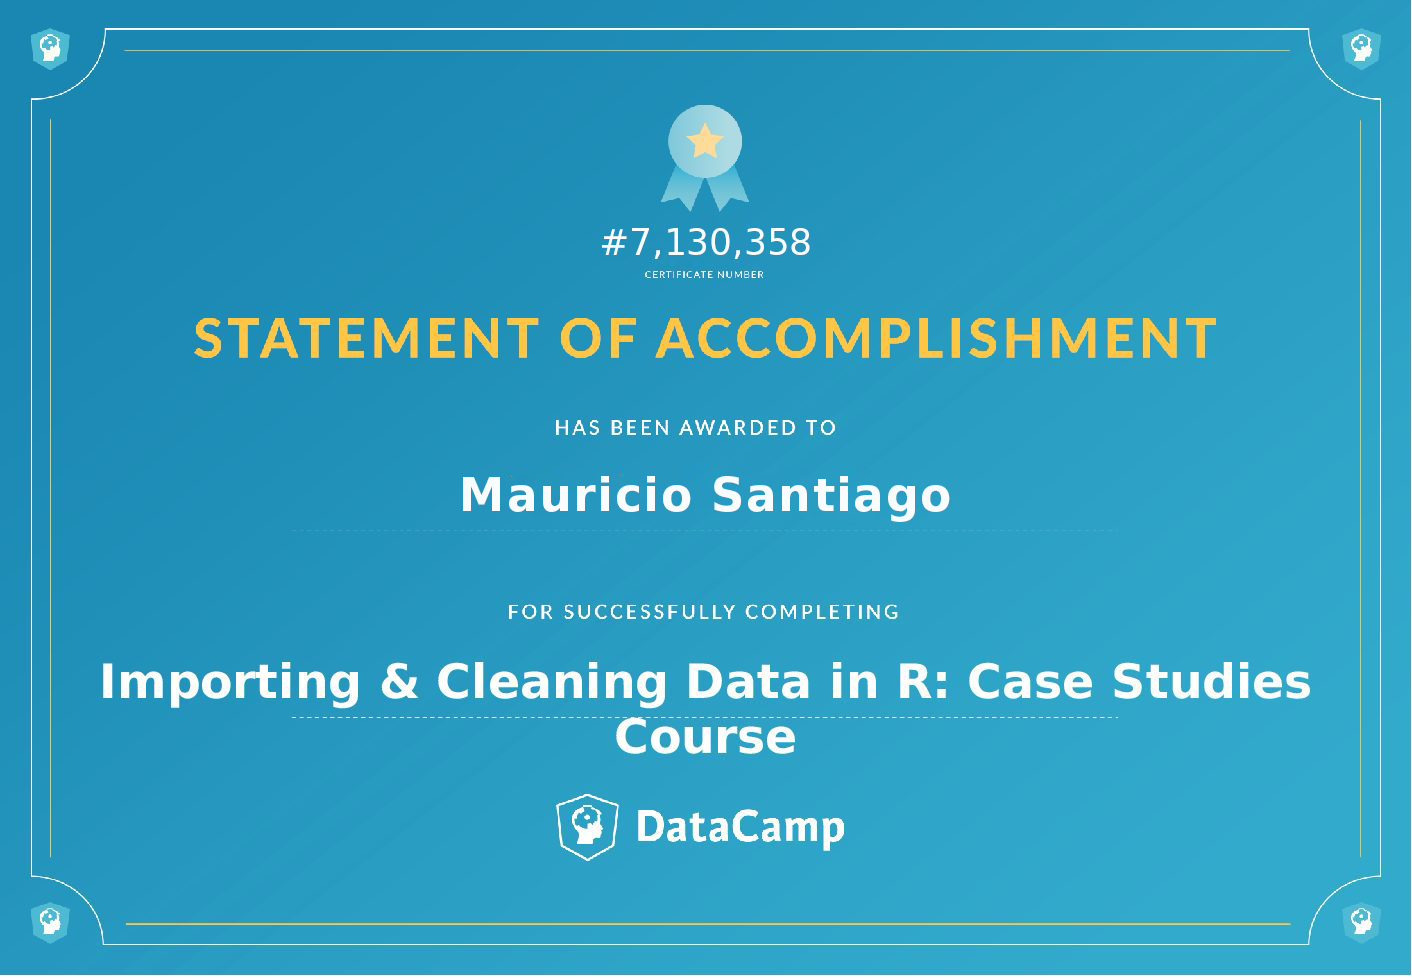 #7,130,358
CERTIFICATE NUMBER
STATEMENT OF ACCOMPLISHMENT
HAS BEEN AWARDED TO
Mauricio Santiago
FOR SUCCESSFULLY COMPLETING
Importing & Cleaning Data in R: Case Studies
Course
DataCamp